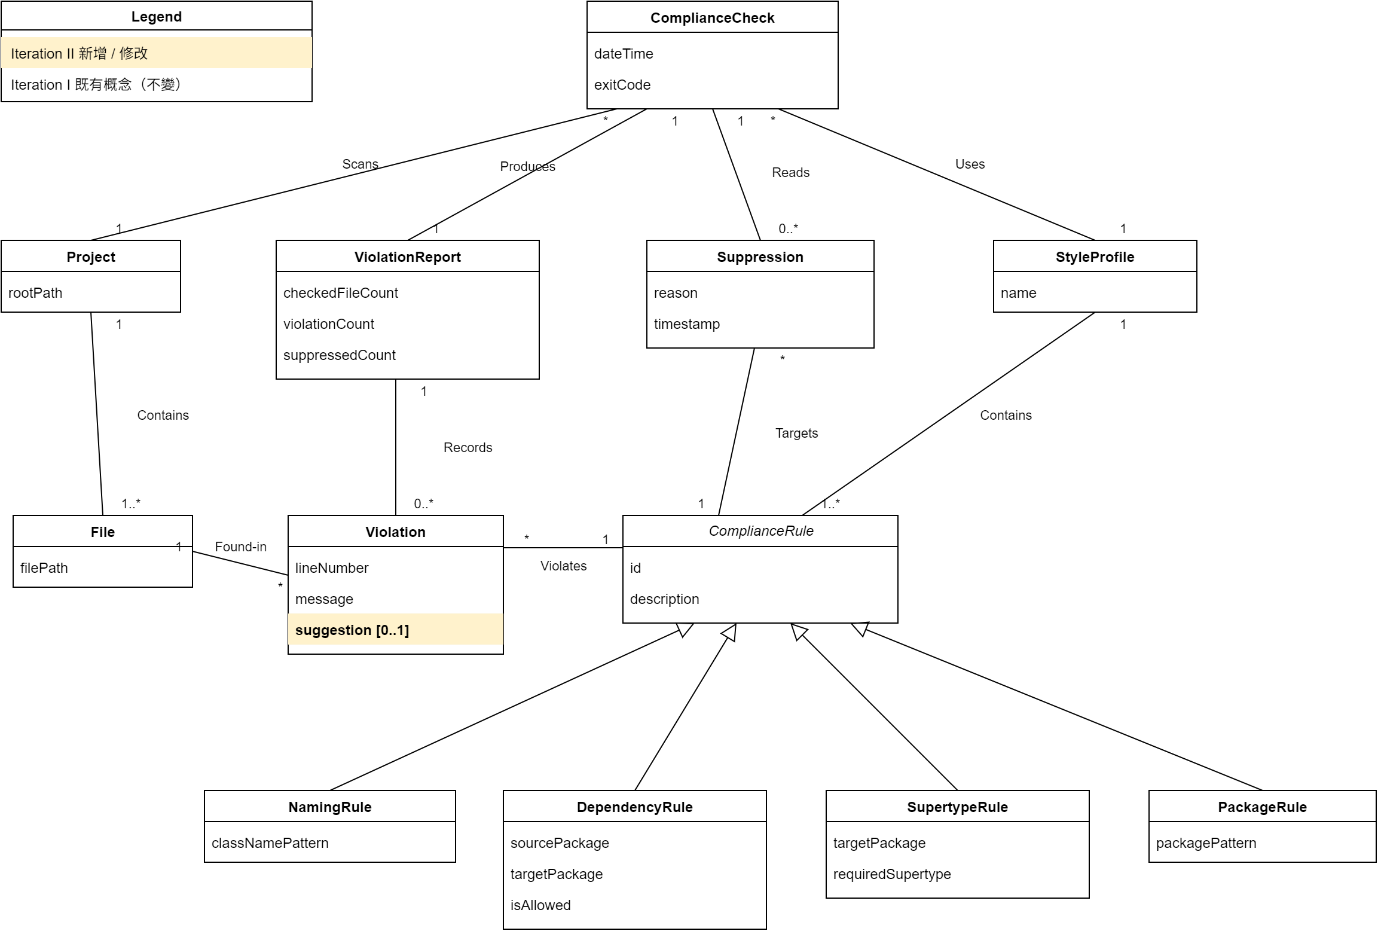 Legend
Iteration II 新增 / 修改
Iteration I 既有概念（不變）
ComplianceCheck
dateTime
exitCode
*
1
1
*
Scans
Produces
Reads
Uses
1
1
0..*
1
Project
rootPath
ViolationReport
checkedFileCount
violationCount
suppressedCount
Suppression
reason
timestamp
StyleProfile
name
1
1
*
1
Contains
Records
Targets
Contains
1..*
0..*
1
1..*
File
filePath
1
Found-in
*
Violation
lineNumber
message
suggestion [0..1]
*
1
Violates
ComplianceRule
id
description
NamingRule
classNamePattern
DependencyRule
sourcePackage
targetPackage
isAllowed
SupertypeRule
targetPackage
requiredSupertype
PackageRule
packagePattern